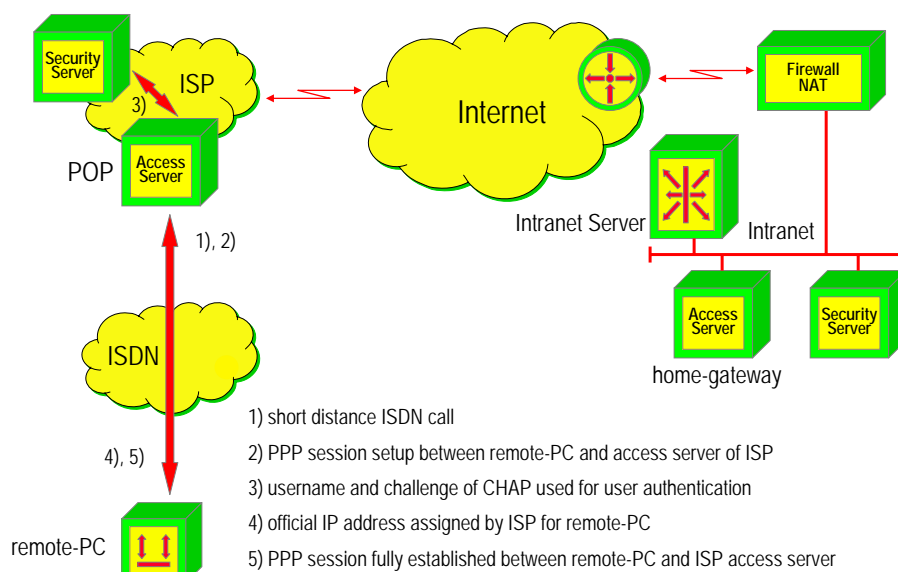 Security
Server
ISP
3)
Access
Server
POP
Internet
Firewall
NAT
Intranet Server
Intranet
1), 2)
Access
Server
Security
Server
home-gateway
ISDN
4), 5)
remote-PC
1) short distance ISDN call
2) PPP session setup between remote-PC and access server of ISP
3) username and challenge of CHAP used for user authentication
4) official IP address assigned by ISP for remote-PC
5) PPP session fully established between remote-PC and ISP access server